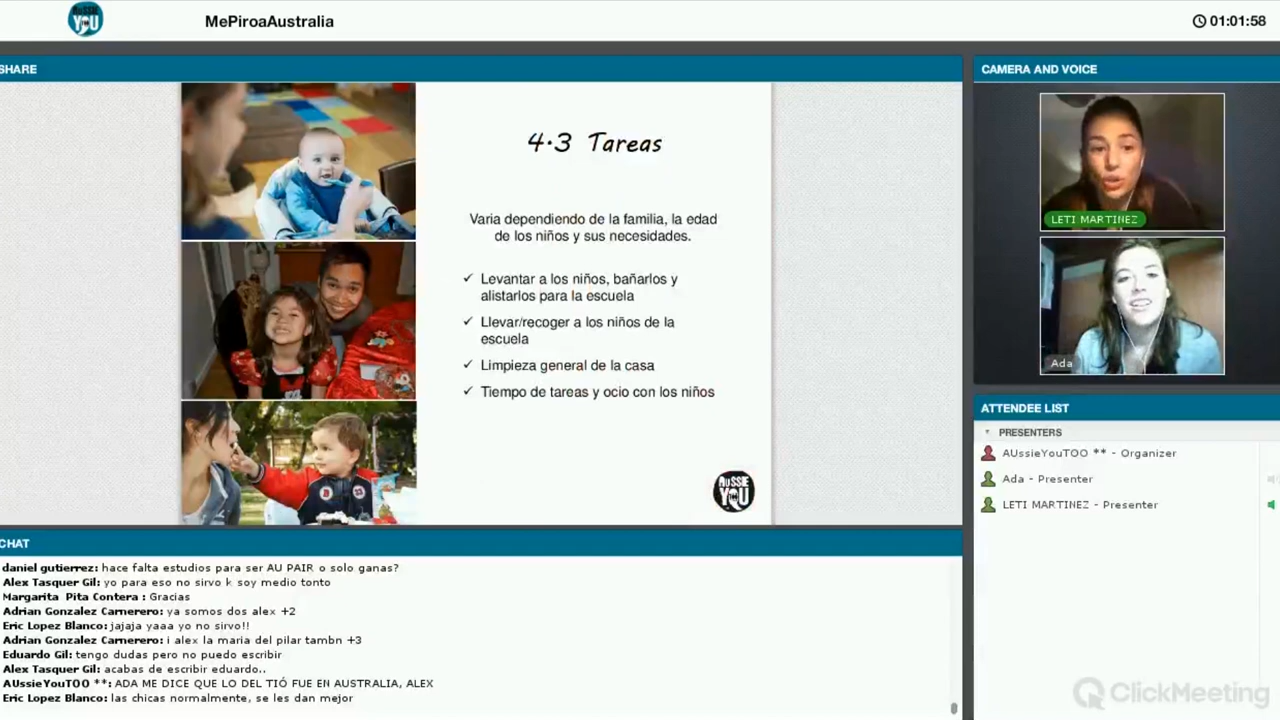 AUSSIE
YOU
TOO
MePiroaAustralia
01:01:58
SHARE
CAMERA AND VOICE
4.3 Tareas
Varia dependiendo de la familia, la edad
de los niños y sus necesidades.
✓ Levantar a los niños, bañarlos y
alistarlos para la escuela
✓ Llevar/recoger a los niños de la
escuela
✓ Limpieza general de la casa
✓ Tiempo de tareas y ocio con los niños
AUSSIE
YOU
TOO
LETI MARTINEZ
Ada
ATTENDEE LIST
PRESENTERS
AUssieYouTOO ** - Organizer
Ada - Presenter
LETI MARTINEZ - Presenter
CHAT
daniel gutierrez: hace falta estudios para ser AU PAIR o solo ganas?
Alex Tasquer Gil: yo para eso no sirvo k soy medio tonto
Margarita Pita Contera : Gracias
Adrian Gonzalez Carnerero: ya somos dos alex +2
Eric Lopez Blanco: jajaja yaaa yo no sirvo!!
Adrian Gonzalez Carnerero: i alex la maria del pilar tambn +3
Eduardo Gil: tengo dudas pero no puedo escribir
Alex Tasquer Gil: acabas de escribir eduardo..
AUssieYouTOO **: ADA ME DICE QUE LO DEL TIÓ FUE EN AUSTRALIA, ALEX
Eric Lopez Blanco: las chicas normalmente, se les dan mejor
ClickMeeting